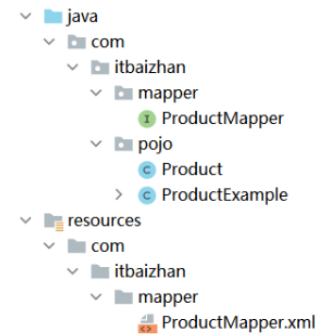 java
com
itbaizhan
mapper
ProductMapper
pojo
Product
ProductExample
resources
com
itbaizhan
mapper
ProductMapper.xml